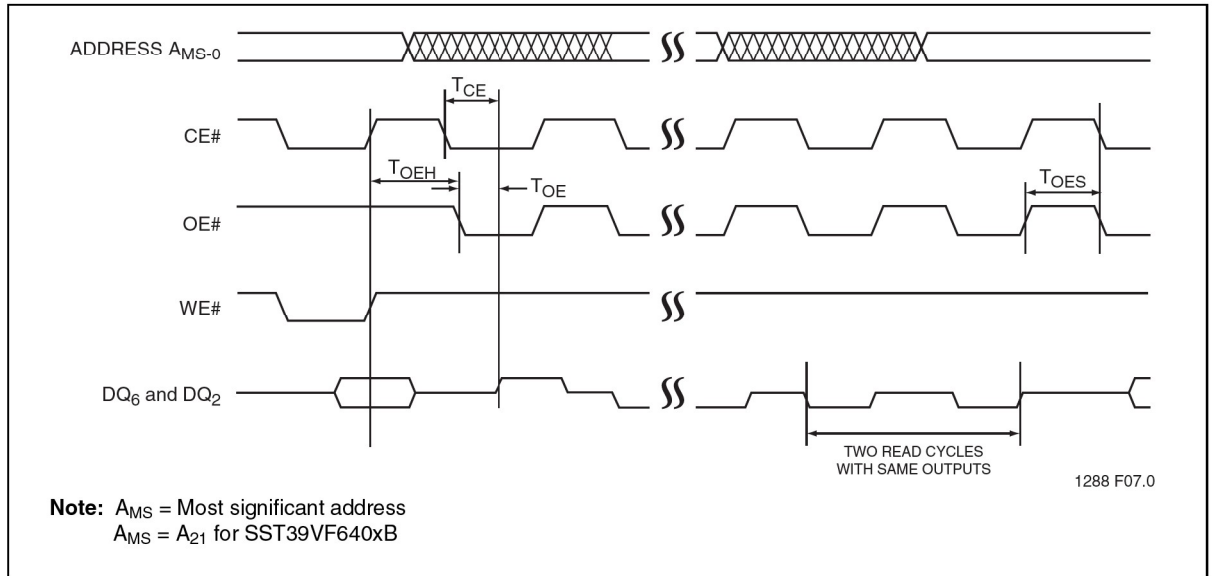 ADDRESS AMS-0
TCE
CE#
TOEH
TOE
TOES
OE#
WE#
DQ6 and DQ2
TWO READ CYCLES
WITH SAME OUTPUTS
1288 F07.0
Note: AMS = Most significant address
AMS = A21 for SST39VF640xB